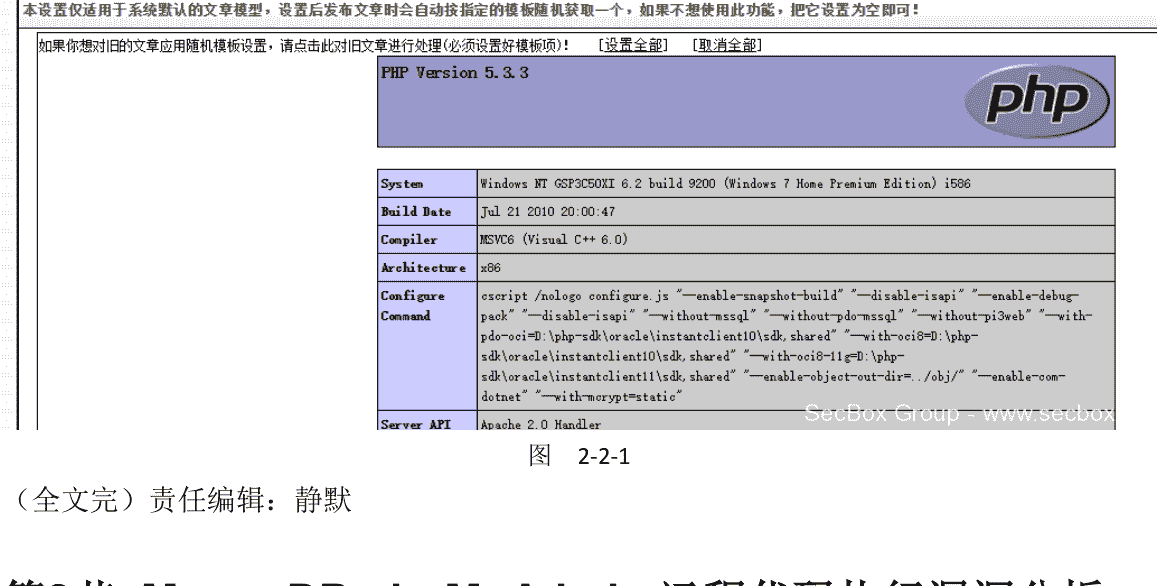 本设置仅适用于系统默认的文章模型，设置后发布文章时会自动按指定的模板随机获取一个，如果不想使用此功能，把它设置为空即可！
如果你想对旧的文章应用随机模板设置，请点击此对旧文章进行处理(必须设置好模板项)！ [设置全部] [取消全部]
PHP Version 5.3.3
php
System Windows NT GSP3C50XI 6.2 build 9200 (Windows 7 Home Premium Edition) i586
Build Date Jul 21 2010 20:00:47
Compiler MSVC6 (Visual C++ 6.0)
Architecture x86
Configure Command cscript /nologo configure.js "--enable-snapshot-build" "--disable-isapi" "--enable-debug-
pack" "--disable-isapi" "--without-mssql" "--without-pdo-mssql" "--without-pi3web" "--with-
pdo-oci=D:\php-sdk\oracle\instantclient10\sdk,shared" "--with-oci8=D:\php-
sdk\oracle\instantclient10\sdk,shared" "--with-oci8-11g=D:\php-
sdk\oracle\instantclient11\sdk,shared" "--enable-object-out-dir=../obj/" "--enable-com-
dotnet" "--with-mcrypt=static"
Server API Apache 2.0 Handler
SecBox Group - www.secbox
图 2-2-1
（全文完）责任编辑：静默